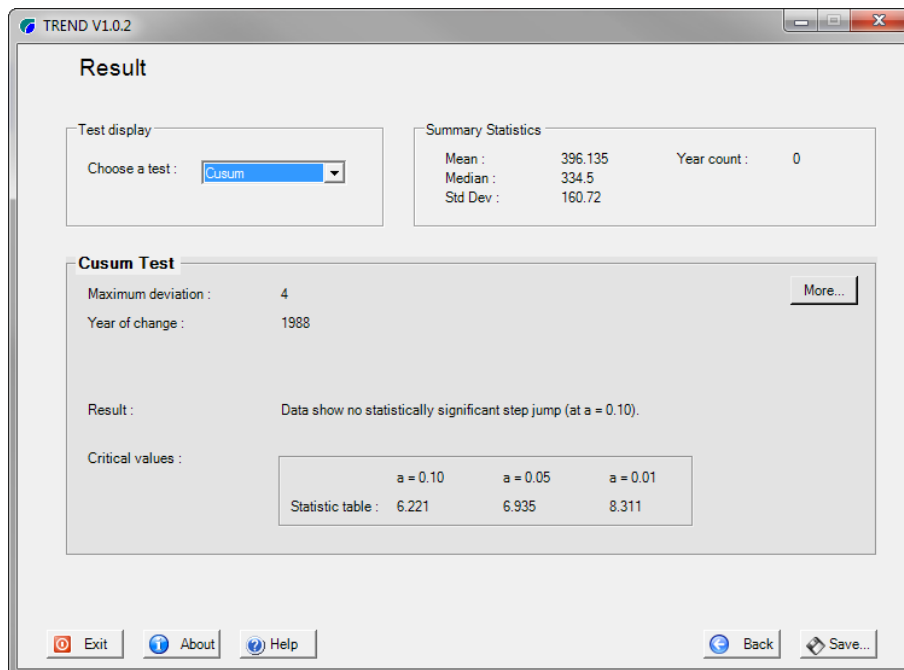 TREND V1.0.2
Result
Test display
Choose a test : Cusum
Summary Statistics
Mean : 396.135 Year count : 0
Median : 334.5
Std Dev : 160.72
Cusum Test
Maximum deviation : 4 More...
Year of change : 1988
Result : Data show no statistically significant step jump (at a = 0.10).
Critical values :
a = 0.10 a = 0.05 a = 0.01
Statistic table : 6.221 6.935 8.311
Exit About Help Back Save...